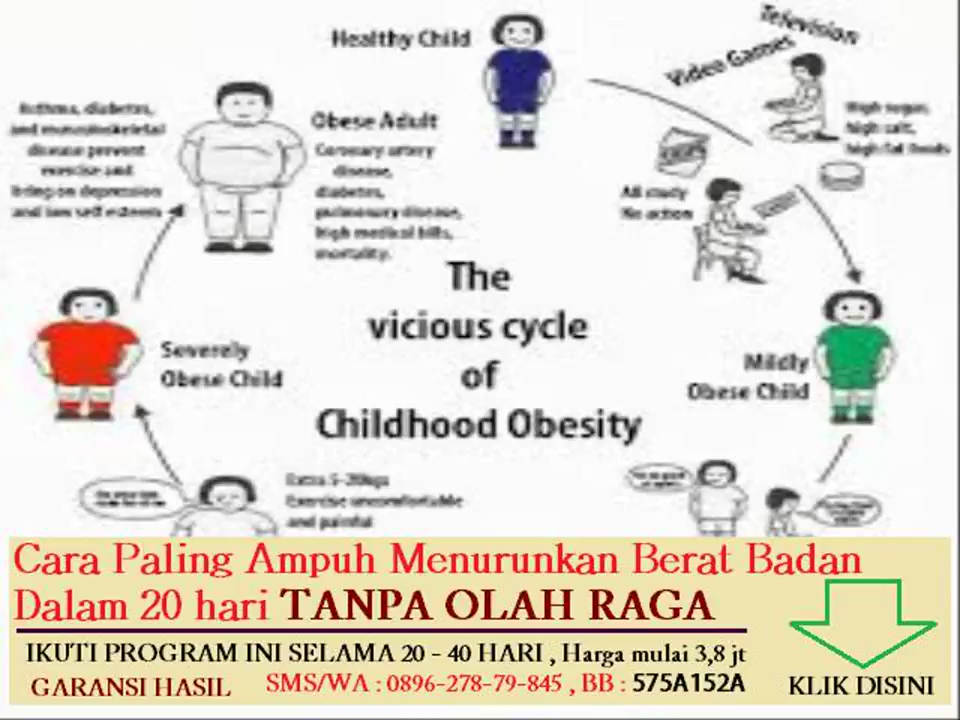 Healthy Child
Television
Video Games
High sugar,
high salt,
high fat foods
All study
No action
Asthma, diabetes,
and musculoskeletal
disease prevent
exercise and
bring on depression
and low self esteem
Obese Adult
Coronary artery
disease,
diabetes,
pulmonary disease,
high medical bills,
mortality.
The
vicious cycle
of
Childhood Obesity
Severely
Obese Child
Mildly
Obese Child
Extra 5-20kgs
Exercise uncomfortable
and painful
Cara Paling Ampuh Menurunkan Berat Badan
Dalam 20 hari TANPA OLAH RAGA
IKUTI PROGRAM INI SELAMA 20 - 40 HARI , Harga mulai 3,8 jt
GARANSI HASIL SMS/WA : 0896-278-79-845 , BB : 575A152A
KLIK DISINI